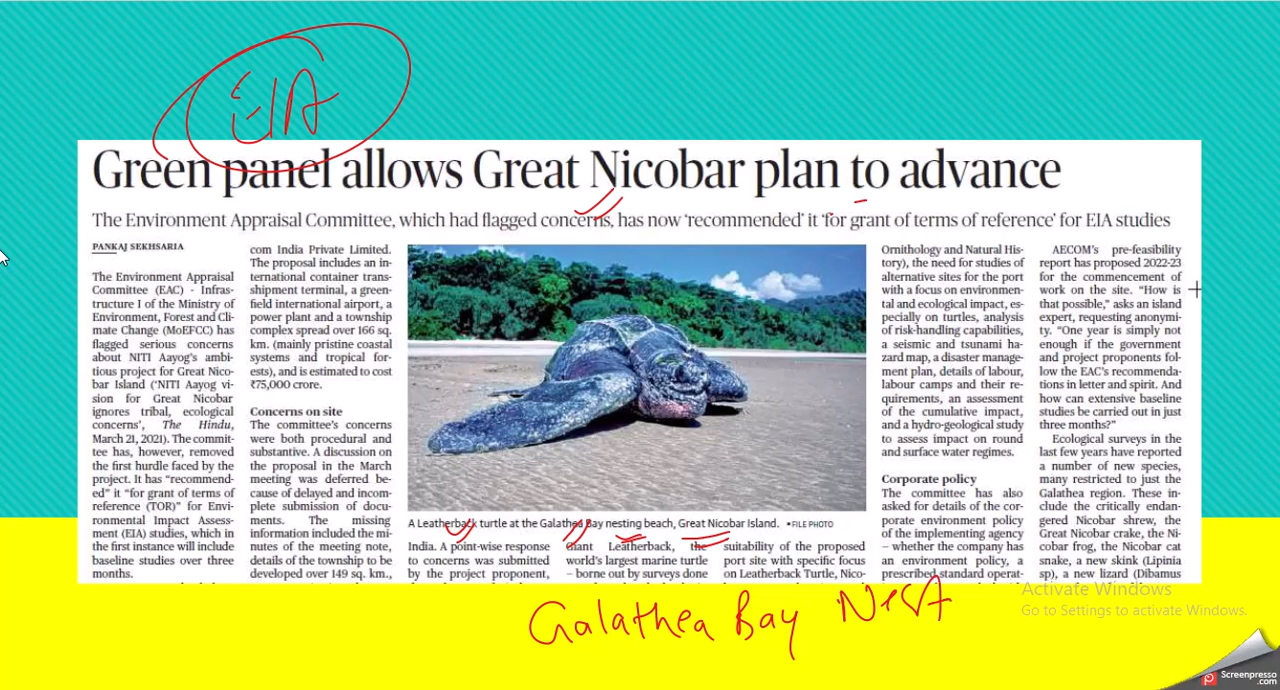 EIA
Green panel allows Great Nicobar plan to advance
The Environment Appraisal Committee, which had flagged concerns, has now ‘recommended’ it ‘for grant of terms of reference’ for EIA studies
PANKAJ SEKHSARIA
The Environment Appraisal
Committee (EAC) - Infras-
tructure I of the Ministry of
Environment, Forest and Cli-
mate Change (MoEFCC) has
flagged serious concerns
about NITI Aayog's ambi-
tious project for Great Nico-
bar Island (‘NITI Aayog vi-
sion for Great Nicobar
ignores tribal, ecological
concerns’, The Hindu,
March 21, 2021). The commit-
tee has, however, removed
the first hurdle faced by the
project. It has “recommend-
ed” it “for grant of terms of
reference (TOR)” for Envi-
ronmental Impact Assess-
ment (EIA) studies, which in
the first instance will include
baseline studies over three
months.
com India Private Limited.
The proposal includes an in-
ternational container trans-
shipment terminal, a green-
field international airport, a
power plant and a township
complex spread over 166 sq.
km. (mainly pristine coastal
systems and tropical for-
ests), and is estimated to cost
₹75,000 crore.
Concerns on site
The committee's concerns
were both procedural and
substantive. A discussion on
the proposal in the March
meeting was deferred be-
cause of delayed and incom-
plete submission of docu-
ments. The missing
information included the mi-
nutes of the meeting note,
details of the township to be
developed over 149 sq. km.,
A Leatherback turtle at the Galathea Bay nesting beach, Great Nicobar Island. ▪FILE PHOTO
India. A point-wise response
to concerns was submitted
by the project proponent,
Giant Leatherback, the
world's largest marine turtle
– borne out by surveys done
suitability of the proposed
port site with specific focus
on Leatherback Turtle, Nico-
Ornithology and Natural His-
tory), the need for studies of
alternative sites for the port
with a focus on environmen-
tal and ecological impact, es-
pecially on turtles, analysis
of risk-handling capabilities,
a seismic and tsunami ha-
zard map, a disaster manage-
ment plan, details of labour,
labour camps and their re-
quirements, an assessment
of the cumulative impact,
and a hydro-geological study
to assess impact on round
and surface water regimes.
Corporate policy
The committee has also
asked for details of the cor-
porate environment policy
of the implementing agency
– whether the company has
an environment policy, a
prescribed standard operat-
AECOM's pre-feasibility
report has proposed 2022-23
for the commencement of
work on the site. “How is
that possible,” asks an island
expert, requesting anonymi-
ty. “One year is simply not
enough if the government
and project proponents fol-
low the EAC's recommenda-
tions in letter and spirit. And
how can extensive baseline
studies be carried out in just
three months?”
Ecological surveys in the
last few years have reported
a number of new species,
many restricted to just the
Galathea region. These in-
clude the critically endan-
gered Nicobar shrew, the
Great Nicobar crake, the Ni-
cobar frog, the Nicobar cat
snake, a new skink (Lipinia
sp), a new lizard (Dibamus
Galathea Bay Nest
Activate Windows
Go to Settings to activate Windows.
Screenpresso
.com